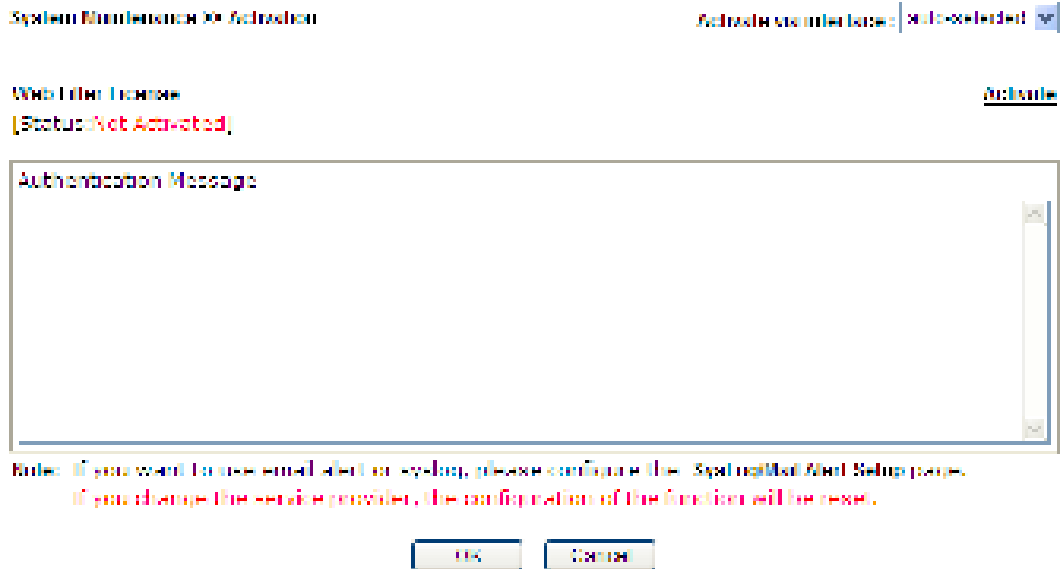 System Maintenance >> Activation
Activate via interface : auto-selected
Web Filter License
Activate
[Status:Not Activated]
Authentication Message
Note: If you want to use email alert or syslog, please configure the SysLog/Mail Alert Setup page.
If you change the service provider, the configuration of the function will be reset.
OK
Cancel